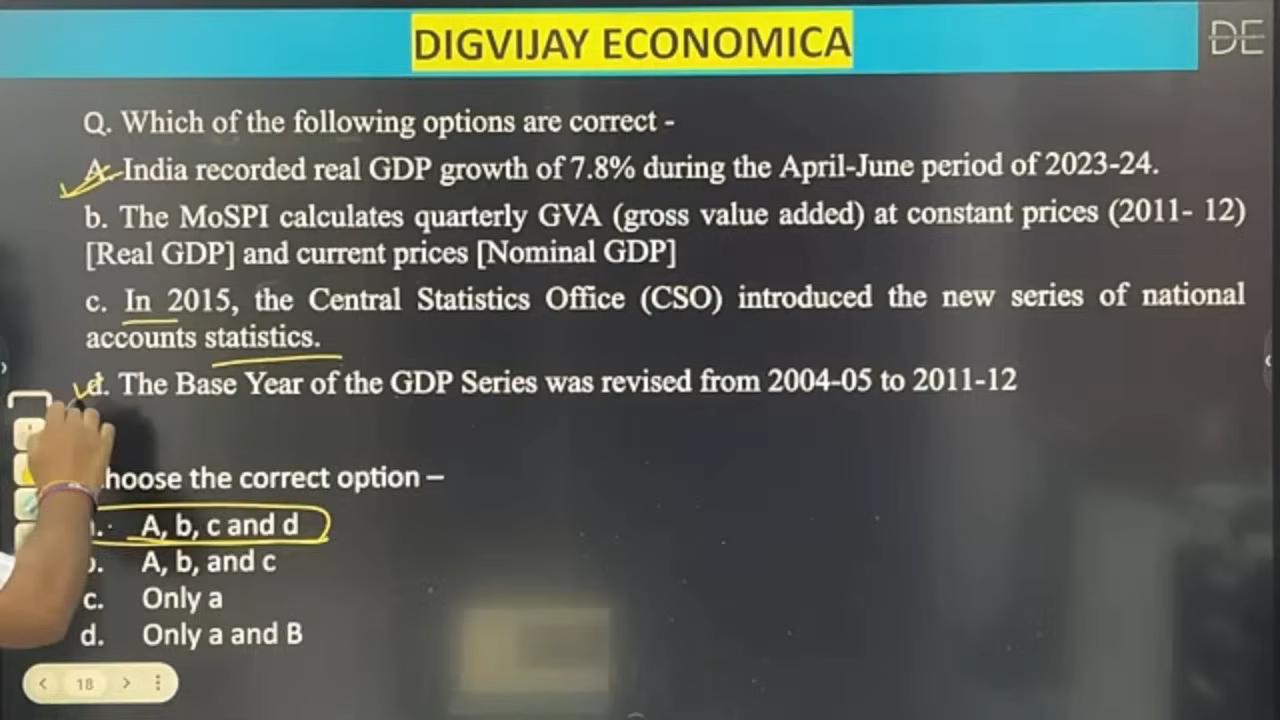 DIGVIJAY ECONOMICA
DE
Q. Which of the following options are correct -
A. India recorded real GDP growth of 7.8% during the April-June period of 2023-24.
b. The MoSPI calculates quarterly GVA (gross value added) at constant prices (2011- 12)
[Real GDP] and current prices [Nominal GDP]
c. In 2015, the Central Statistics Office (CSO) introduced the new series of national
accounts statistics.
d. The Base Year of the GDP Series was revised from 2004-05 to 2011-12
hoose the correct option –
A, b, c and d
A, b, and c
c. Only a
d. Only a and B
18